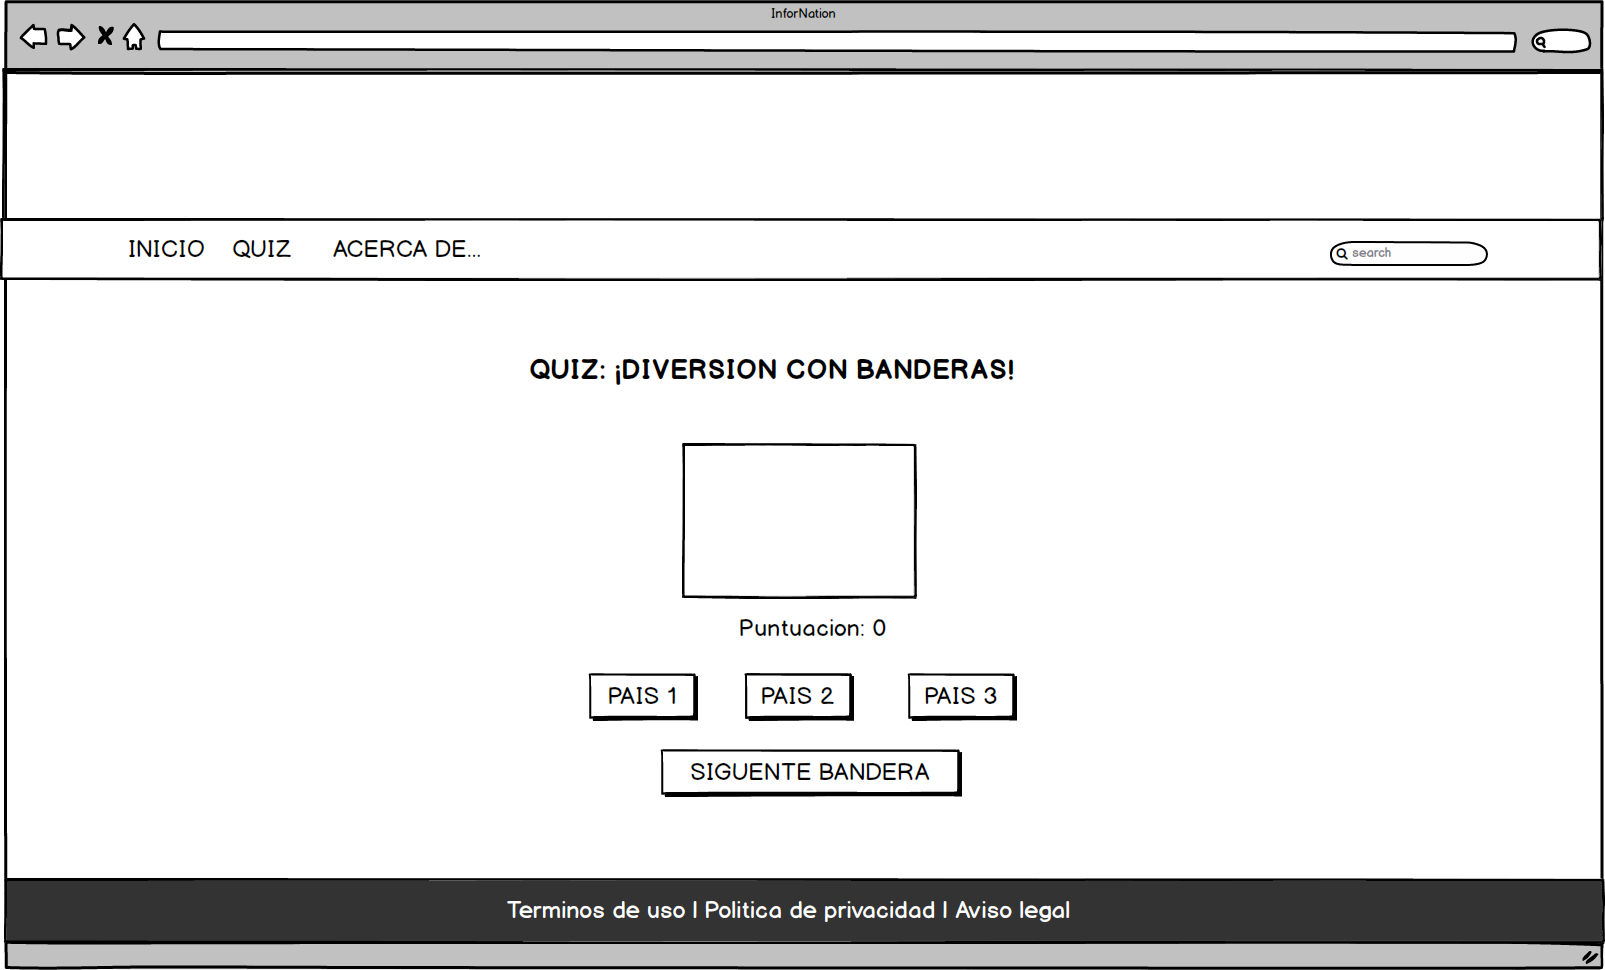 InforNation
INICIO QUIZ ACERCA DE...
search
QUIZ: ¡DIVERSION CON BANDERAS!
Puntuacion: 0
PAIS 1 PAIS 2 PAIS 3
SIGUENTE BANDERA
Terminos de uso | Politica de privacidad | Aviso legal